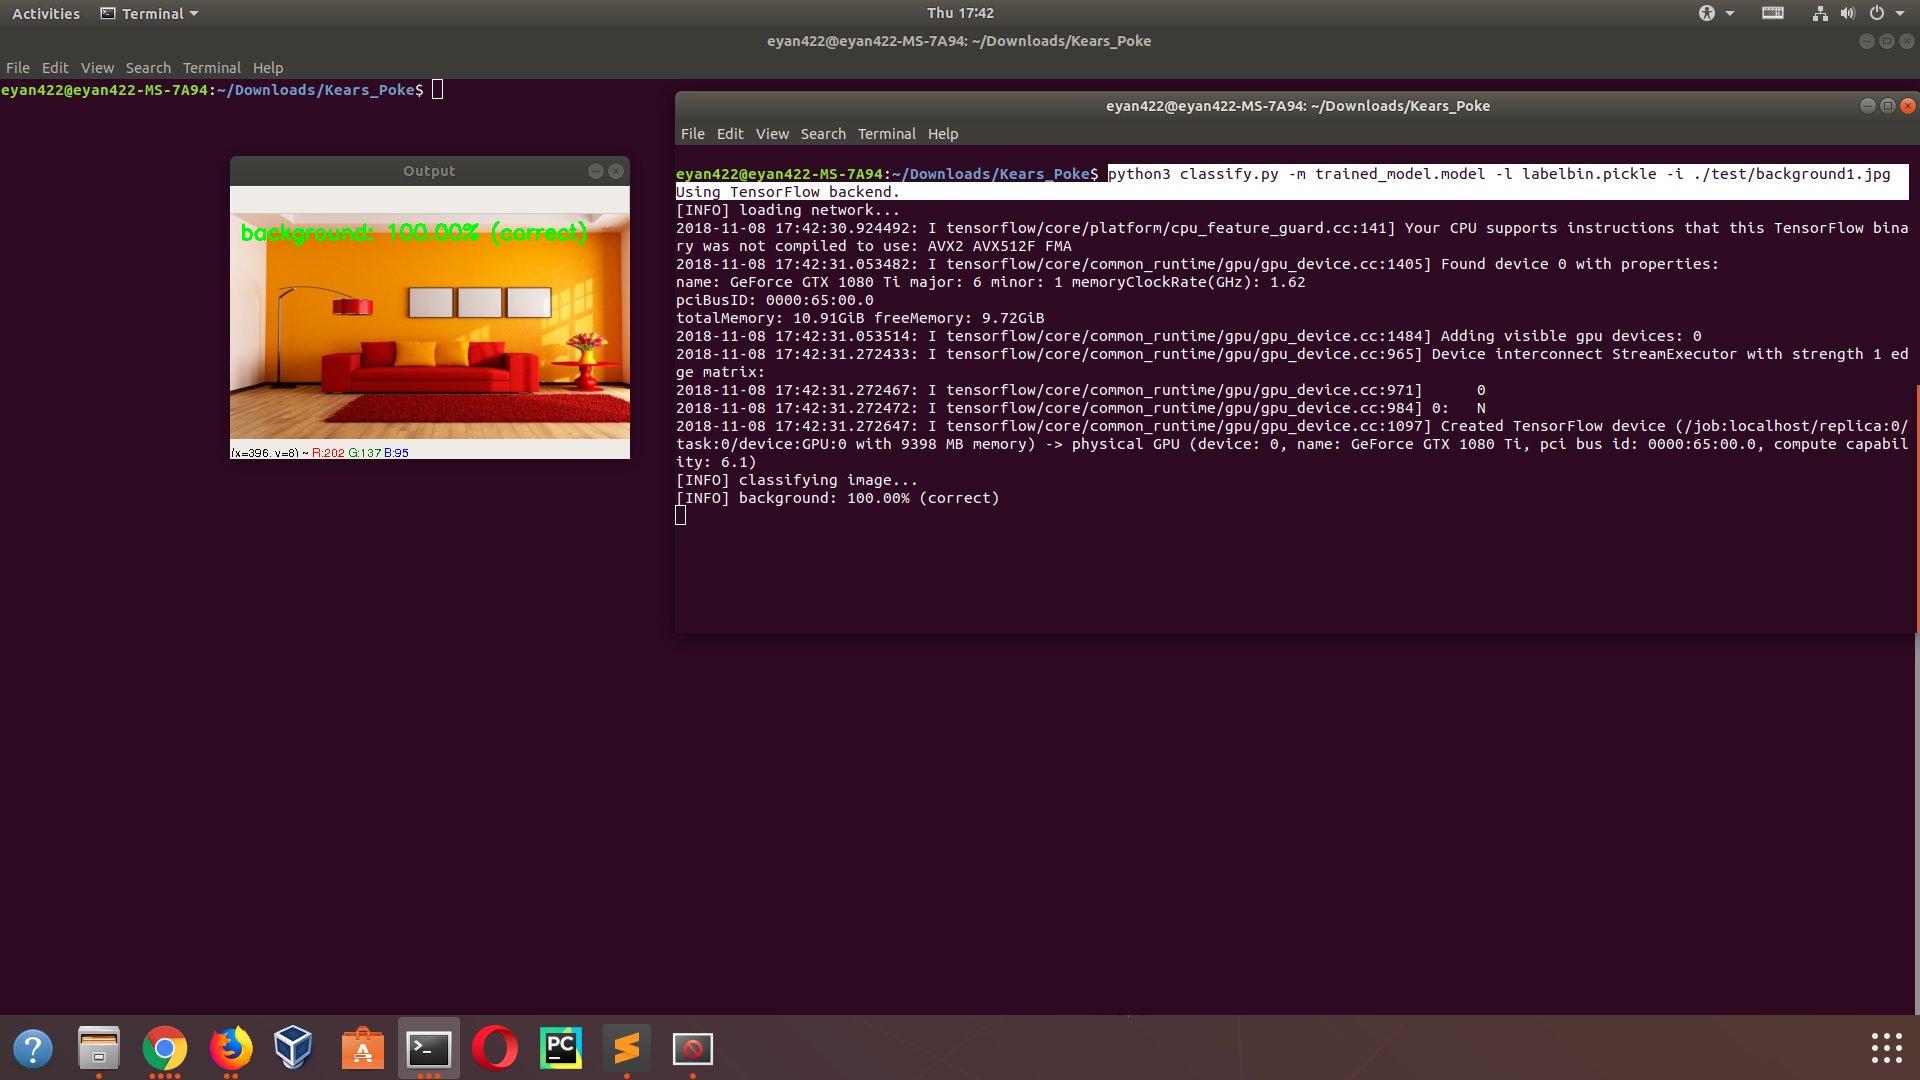 Activities Terminal Thu 17:42
eyan422@eyan422-MS-7A94: ~/Downloads/Kears_Poke
File Edit View Search Terminal Help
eyan422@eyan422-MS-7A94:~/Downloads/Kears_Poke$
Output
background: 100.00% (correct)
(x=396, y=8) ~ R:202 G:137 B:95
eyan422@eyan422-MS-7A94: ~/Downloads/Kears_Poke
File Edit View Search Terminal Help
eyan422@eyan422-MS-7A94:~/Downloads/Kears_Poke$ python3 classify.py -m trained_model.model -l labelbin.pickle -i ./test/background1.jpg
Using TensorFlow backend.
[INFO] loading network...
2018-11-08 17:42:30.924492: I tensorflow/core/platform/cpu_feature_guard.cc:141] Your CPU supports instructions that this TensorFlow bina
ry was not compiled to use: AVX2 AVX512F FMA
2018-11-08 17:42:31.053482: I tensorflow/core/common_runtime/gpu/gpu_device.cc:1405] Found device 0 with properties:
name: GeForce GTX 1080 Ti major: 6 minor: 1 memoryClockRate(GHz): 1.62
pciBusID: 0000:65:00.0
totalMemory: 10.91GiB freeMemory: 9.72GiB
2018-11-08 17:42:31.053514: I tensorflow/core/common_runtime/gpu/gpu_device.cc:1484] Adding visible gpu devices: 0
2018-11-08 17:42:31.272433: I tensorflow/core/common_runtime/gpu/gpu_device.cc:965] Device interconnect StreamExecutor with strength 1 ed
ge matrix:
2018-11-08 17:42:31.272467: I tensorflow/core/common_runtime/gpu/gpu_device.cc:971]      0
2018-11-08 17:42:31.272472: I tensorflow/core/common_runtime/gpu/gpu_device.cc:984] 0:   N
2018-11-08 17:42:31.272647: I tensorflow/core/common_runtime/gpu/gpu_device.cc:1097] Created TensorFlow device (/job:localhost/replica:0/
task:0/device:GPU:0 with 9398 MB memory) -> physical GPU (device: 0, name: GeForce GTX 1080 Ti, pci bus id: 0000:65:00.0, compute capabil
ity: 6.1)
[INFO] classifying image...
[INFO] background: 100.00% (correct)
PC